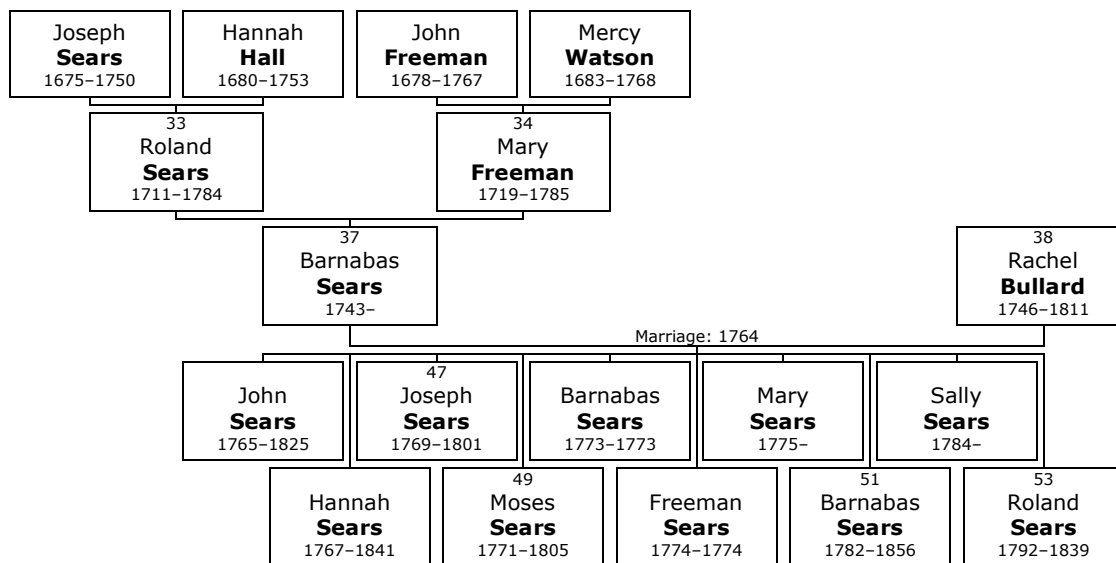 Joseph
Sears
1675–1750
Hannah
Hall
1680–1753
John
Freeman
1678–1767
Mercy
Watson
1683–1768
33
Roland
Sears
1711–1784
34
Mary
Freeman
1719–1785
37
Barnabas
Sears
1743–
38
Rachel
Bullard
1746–1811
Marriage: 1764
John
Sears
1765–1825
47
Joseph
Sears
1769–1801
Barnabas
Sears
1773–1773
Mary
Sears
1775–
Sally
Sears
1784–
Hannah
Sears
1767–1841
49
Moses
Sears
1771–1805
Freeman
Sears
1774–1774
51
Barnabas
Sears
1782–1856
53
Roland
Sears
1792–1839